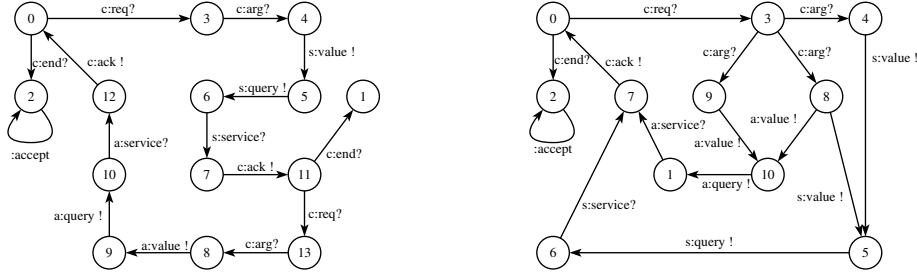 0 c:req? 3 c:arg? 4
c:end? c:ack ! s:value !
2 12 6 s:query ! 5 1
:accept a:service? s:service? c:end?
10 7 c:ack ! 11
a:query ! c:req?
9 a:value ! 8 c:arg? 13
0 c:req? 3 c:arg? 4
c:end? c:ack ! c:arg? c:arg? s:value !
2 7 9 8
:accept a:service? a:value ! a:value !
1 a:query ! 10
s:service? s:value !
6 s:query ! 5